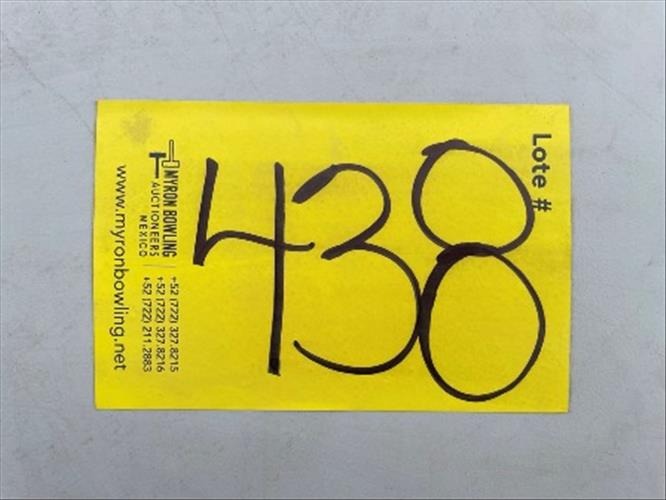 Lote #
438
MYRON BOWLING
AUCTIONEERS
MEXICO
+52 (722) 327.8215
+52 (722) 327.8216
+52 (722) 211.2883
www.myronbowling.net